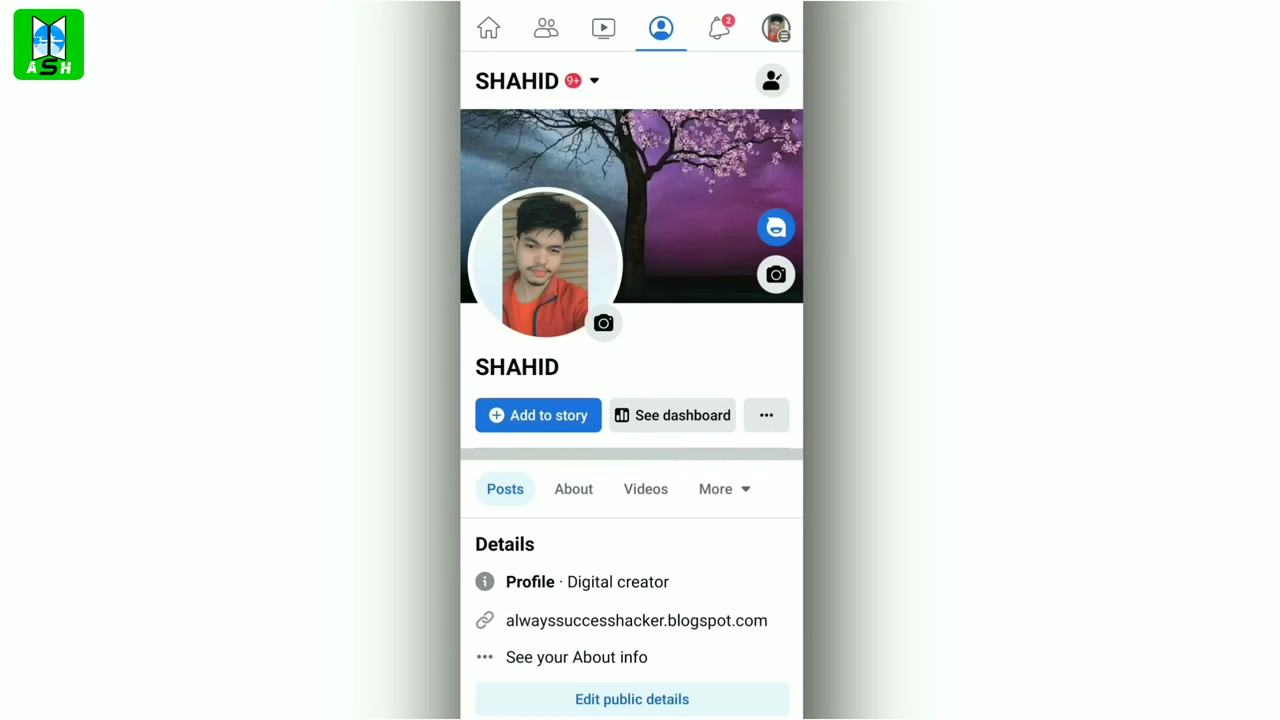 ASH
2
SHAHID 9+
SHAHID
Add to story
See dashboard
Posts
About
Videos
More
Details
Profile · Digital creator
alwayssuccesshacker.blogspot.com
See your About info
Edit public details